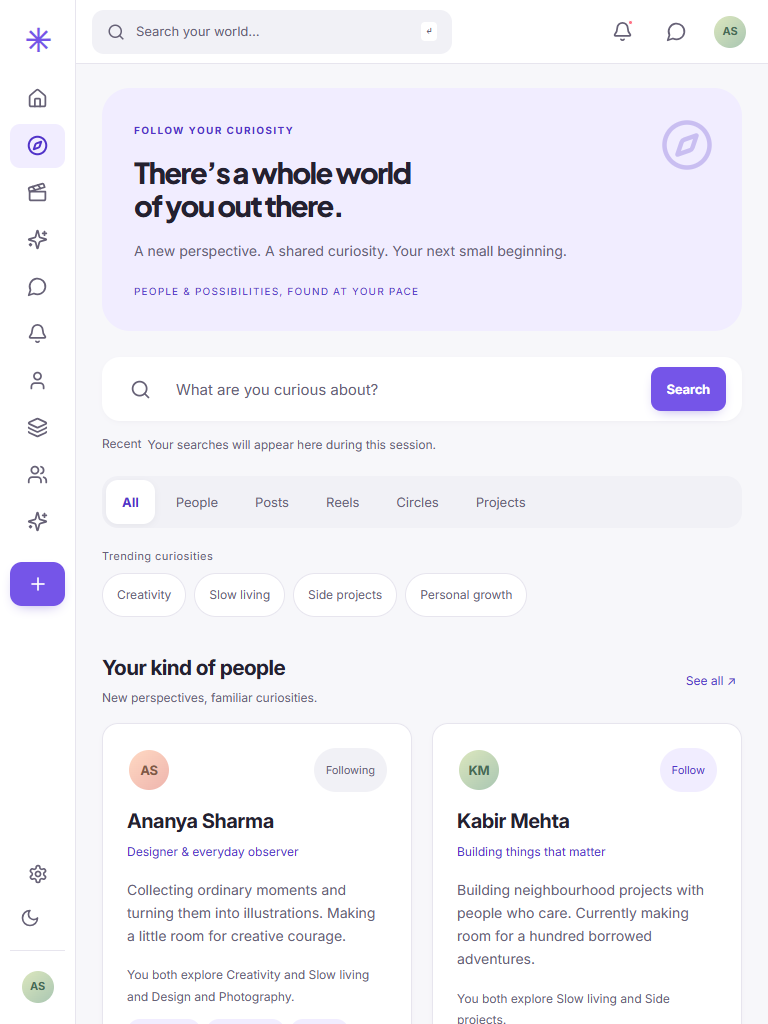 Search your world...
AS
FOLLOW YOUR CURIOSITY
There's a whole world
of you out there.
A new perspective. A shared curiosity. Your next small beginning.
PEOPLE & POSSIBILITIES, FOUND AT YOUR PACE
What are you curious about?
Search
Recent Your searches will appear here during this session.
All People Posts Reels Circles Projects
Trending curiosities
Creativity Slow living Side projects Personal growth
Your kind of people
See all ↗
New perspectives, familiar curiosities.
AS
Following
Ananya Sharma
Designer & everyday observer
Collecting ordinary moments and
turning them into illustrations. Making
a little room for creative courage.
You both explore Creativity and Slow living
and Design and Photography.
KM
Follow
Kabir Mehta
Building things that matter
Building neighbourhood projects with
people who care. Currently making
room for a hundred borrowed
adventures.
You both explore Slow living and Side
projects.
AS